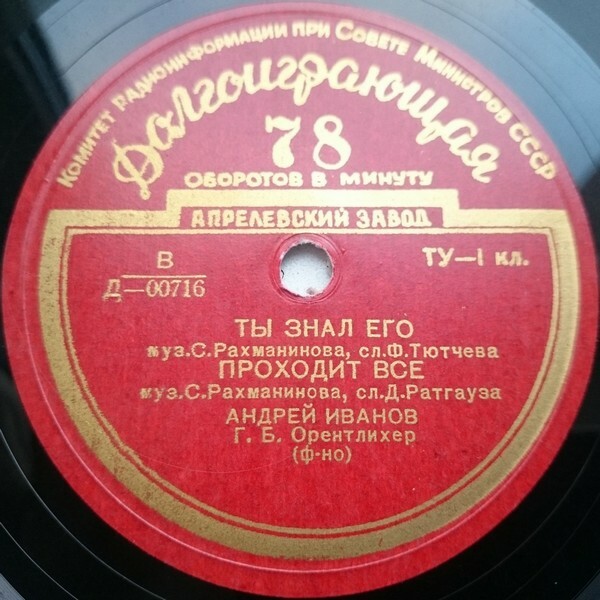 Комитет радиоинформации при Совете Министров СССР
Долгоиграющая
78
ОБОРОТОВ В МИНУТУ
АПРЕЛЕВСКИЙ ЗАВОД
В
Д—00716
ТУ—I кл.
ТЫ ЗНАЛ ЕГО
муз.С.Рахманинова, сл.Ф.Тютчева
ПРОХОДИТ ВСЕ
муз.С.Рахманинова, сл.Д.Ратгауза
АНДРЕЙ ИВАНОВ
Г. Б. Орентлихер
(ф-но)